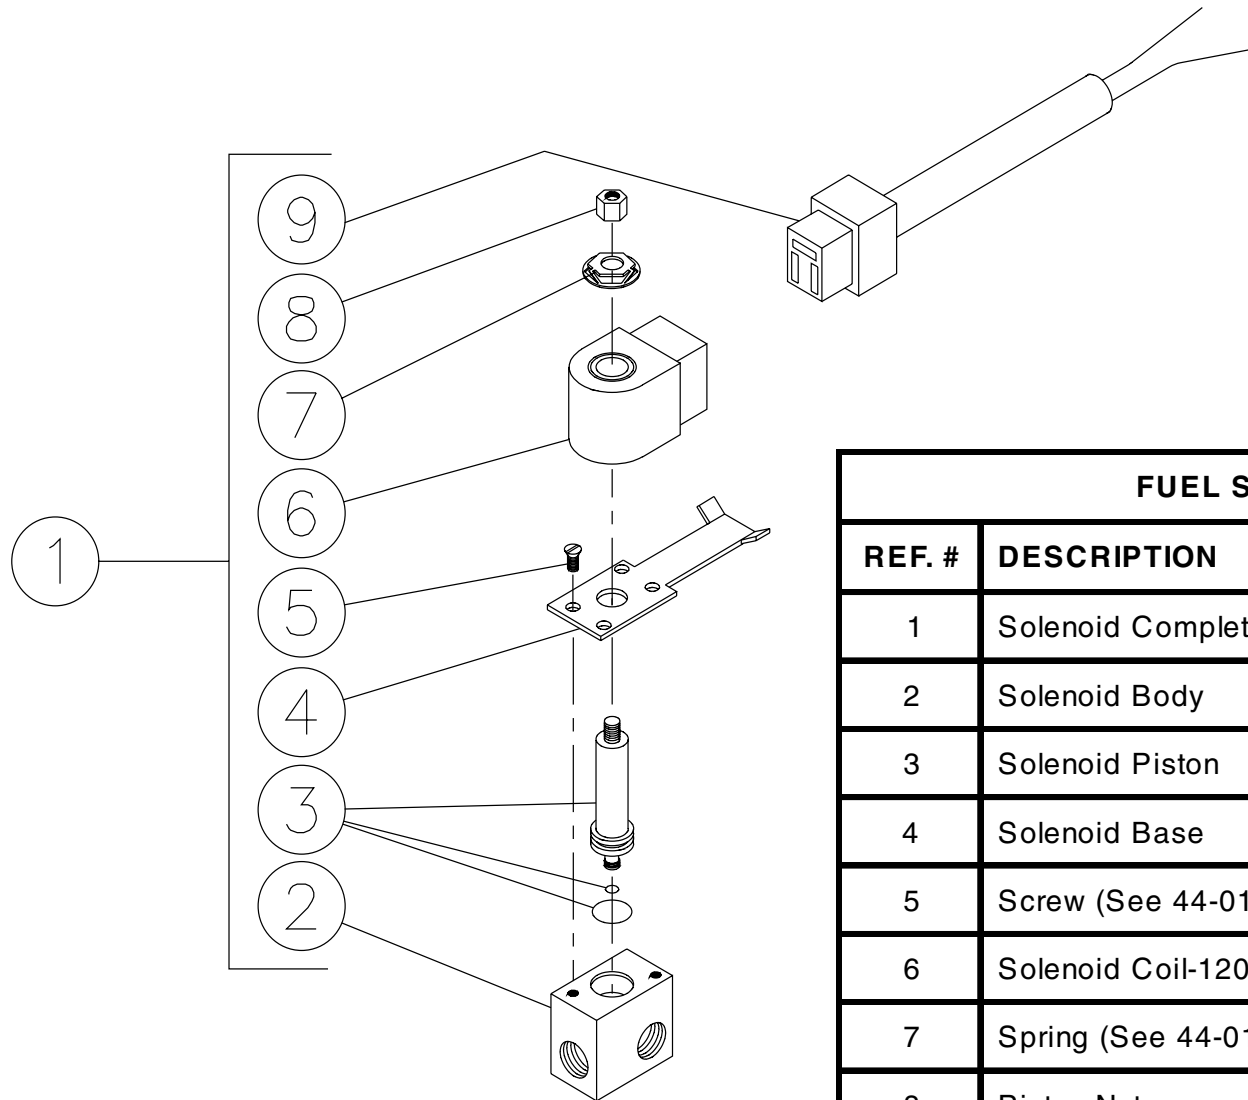 9
8
7
6
1
5
4
3
2
FUEL S
REF. # DESCRIPTION
1 Solenoid Complet
2 Solenoid Body
3 Solenoid Piston
4 Solenoid Base
5 Screw (See 44-01
6 Solenoid Coil-120
7 Spring (See 44-01